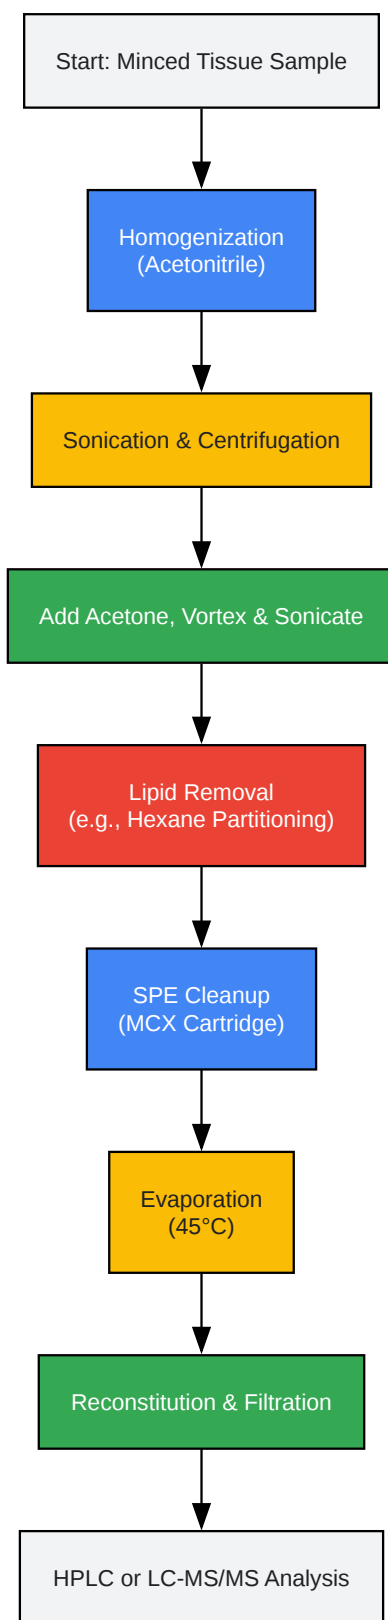 Start: Minced Tissue Sample
Homogenization
(Acetonitrile)
Sonication & Centrifugation
Add Acetone, Vortex & Sonicate
Lipid Removal
(e.g., Hexane Partitioning)
SPE Cleanup
(MCX Cartridge)
Evaporation
(45°C)
Reconstitution & Filtration
HPLC or LC-MS/MS Analysis